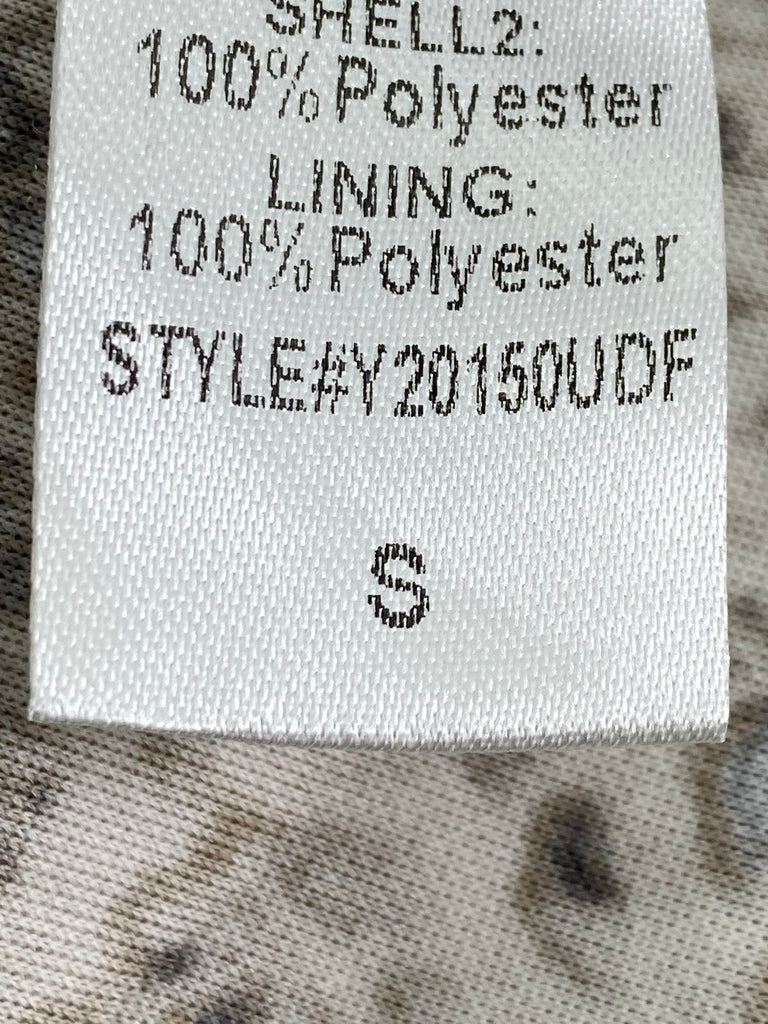 SHELL2:
100%Polyester
LINING:
100%Polyester
STYLE#Y20150UDF
S